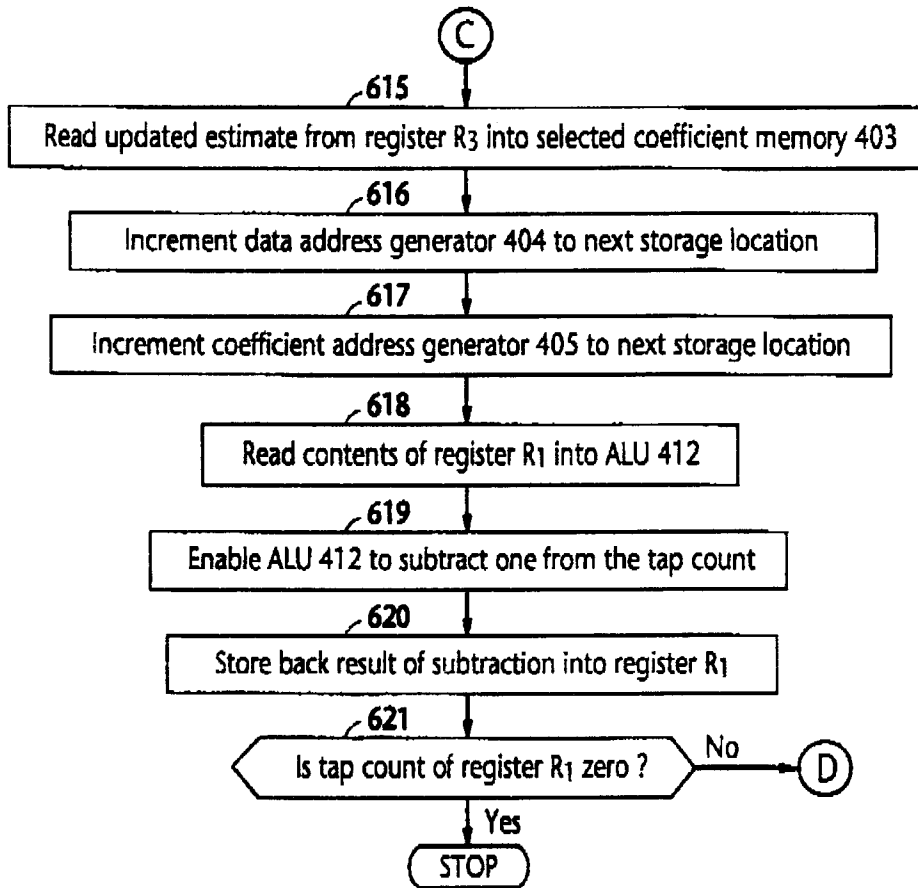 C
615
Read updated estimate from register R3 into selected coefficient memory 403
616
Increment data address generator 404 to next storage location
617
Increment coefficient address generator 405 to next storage location
618
Read contents of register R1 into ALU 412
619
Enable ALU 412 to subtract one from the tap count
620
Store back result of subtraction into register R1
621
Is tap count of register R1 zero ?
No
D
Yes
STOP